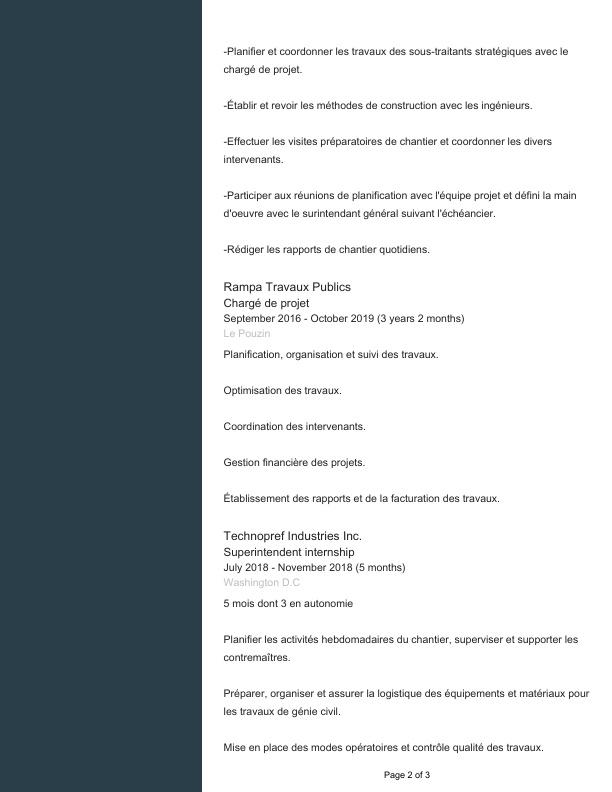 -Planifier et coordonner les travaux des sous-traitants stratégiques avec le
chargé de projet.
-Établir et revoir les méthodes de construction avec les ingénieurs.
-Effectuer les visites préparatoires de chantier et coordonner les divers
intervenants.
-Participer aux réunions de planification avec l'équipe projet et défini la main
d'oeuvre avec le surintendant général suivant l'échéancier.
-Rédiger les rapports de chantier quotidiens.
Rampa Travaux Publics
Chargé de projet
September 2016 - October 2019 (3 years 2 months)
Le Pouzin
Planification, organisation et suivi des travaux.
Optimisation des travaux.
Coordination des intervenants.
Gestion financière des projets.
Établissement des rapports et de la facturation des travaux.
Technopref Industries Inc.
Superintendent internship
July 2018 - November 2018 (5 months)
Washington D.C
5 mois dont 3 en autonomie
Planifier les activités hebdomadaires du chantier, superviser et supporter les
contremaîtres.
Préparer, organiser et assurer la logistique des équipements et matériaux pour
les travaux de génie civil.
Mise en place des modes opératoires et contrôle qualité des travaux.
Page 2 of 3